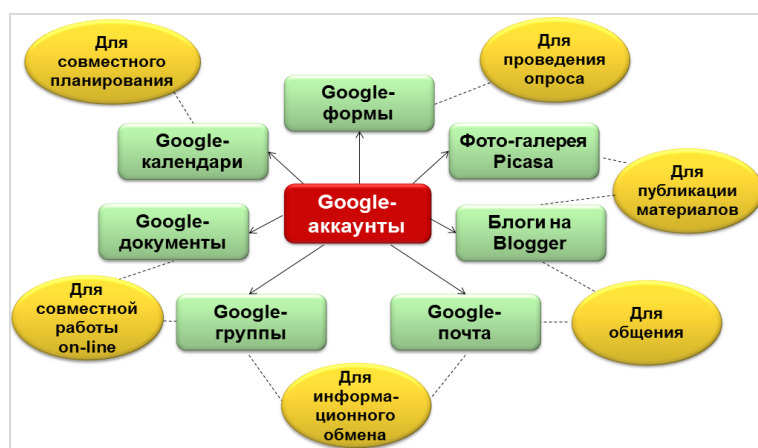 Для
совместного
планирования
Для
проведения
опроса
Google-
формы
Google-
календари
Фото-галерея
Picasa
Для
публикации
материалов
Google-
аккаунты
Google-
документы
Блоги на
Blogger
Для
совместной
работы
on-line
Google-
группы
Google-
почта
Для
общения
Для
информа-
ционного
обмена